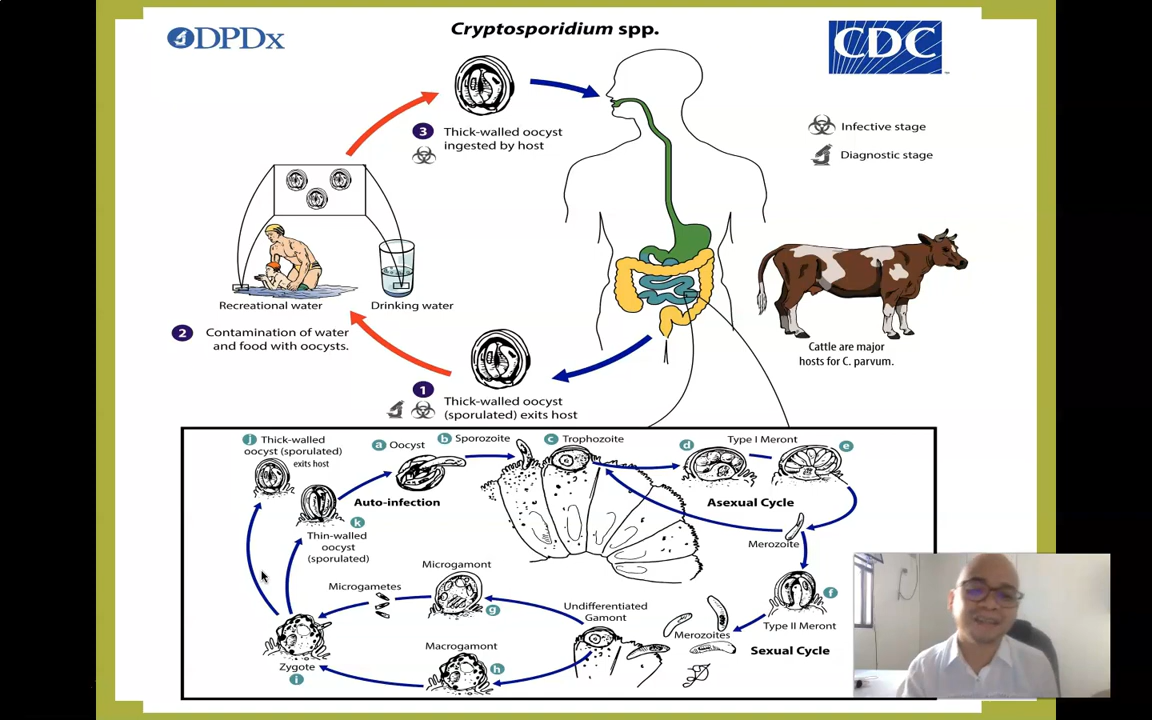 DPDx
Cryptosporidium spp.
CDC
Infective stage
Diagnostic stage
3
Thick-walled oocyst
ingested by host
Recreational water
Drinking water
2
Contamination of water
and food with oocysts.
Cattle are major
hosts for C. parvum.
1
Thick-walled oocyst
(sporulated) exits host
j Thick-walled
oocyst (sporulated)
exits host
a Oocyst
b Sporozoite
c Trophozoite
d
Type I Meront
e
Auto-infection
Asexual Cycle
k
Thin-walled
oocyst
(sporulated)
Merozoite
Microgametes
Microgamont
g
Undifferentiated
Gamont
f
Type II Meront
Merozoites
Sexual Cycle
Macrogamont
h
Zygote
i